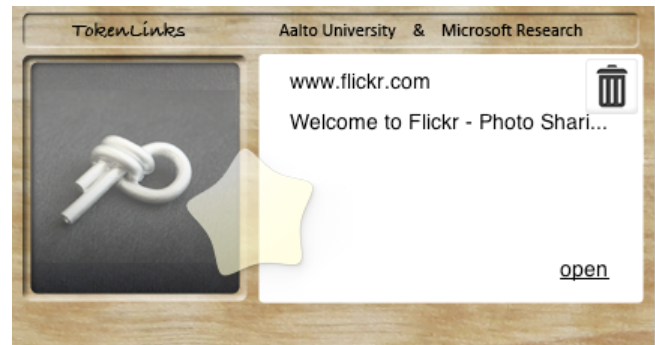 TokenLinks Aalto University & Microsoft Research
www.flickr.com
Welcome to Flickr - Photo Shari...
open